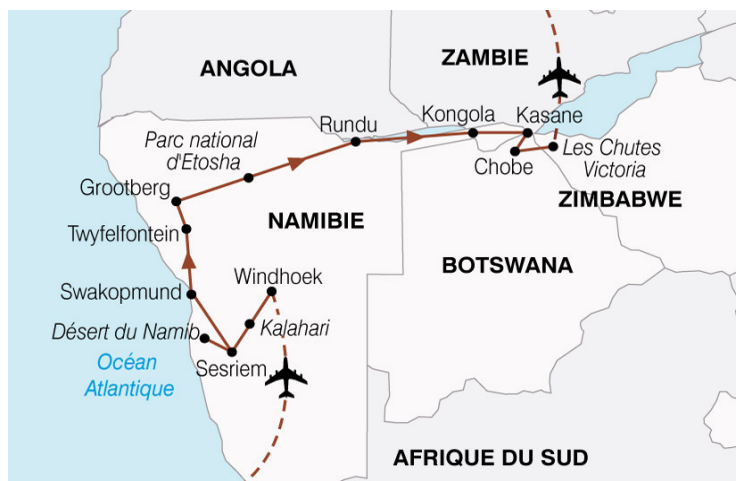 ANGOLA
ZAMBIE
Kongola
Kasane
Rundu
Parc national
d'Etosha
Chobe
Les Chutes
Victoria
Grootberg
ZIMBABWE
NAMIBIE
Twyfelfontein
BOTSWANA
Windhoek
Swakopmund
Désert du Namib
Kalahari
Océan
Atlantique
Sesriem
AFRIQUE DU SUD